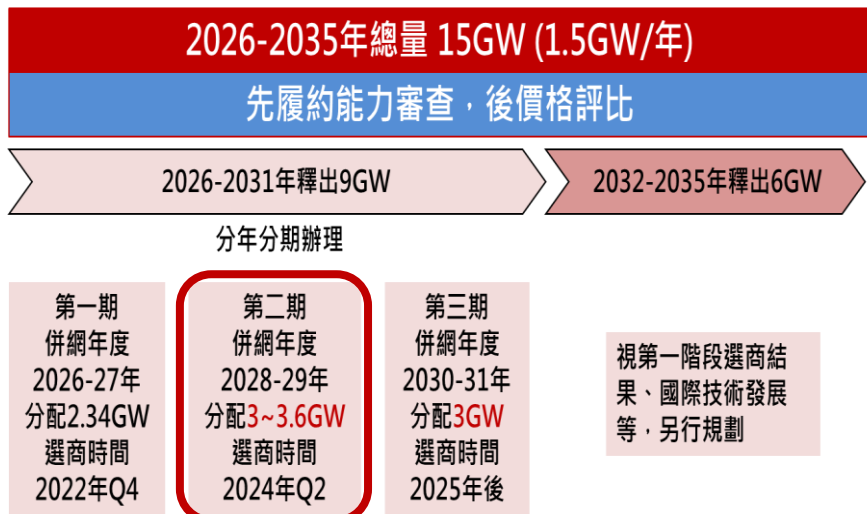 2026-2035年總量 15GW (1.5GW/年)
先履約能力審查，後價格評比
2026-2031年釋出9GW
2032-2035年釋出6GW
分年分期辦理
第一期
併網年度
2026-27年
分配2.34GW
選商時間
2022年Q4
第二期
併網年度
2028-29年
分配3~3.6GW
選商時間
2024年Q2
第三期
併網年度
2030-31年
分配3GW
選商時間
2025年後
視第一階段選商結
果、國際技術發展
等，另行規劃